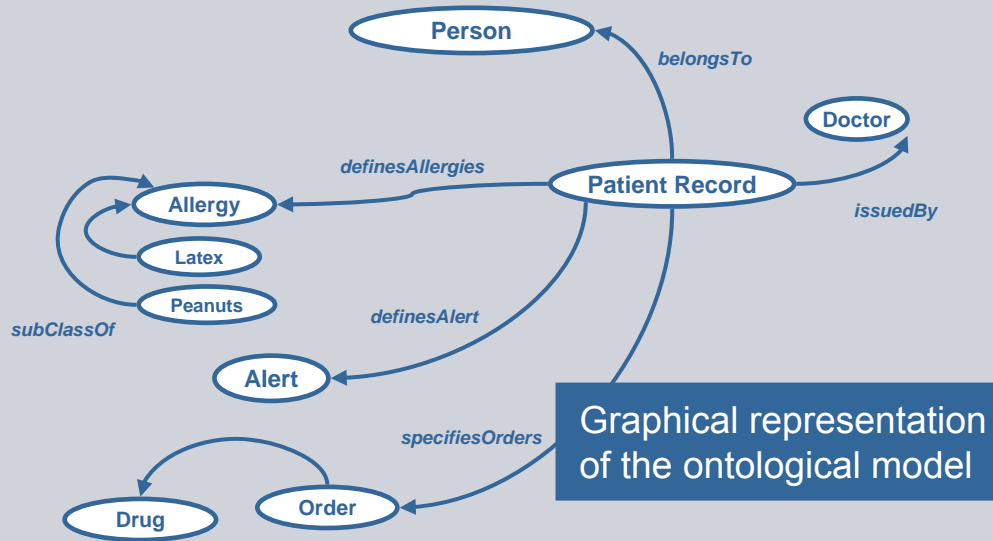 Person
belongsTo
Doctor
definesAllergies
Patient Record
Allergy
issuedBy
Latex
Peanuts
subClassOf
definesAlert
Alert
Graphical representation
of the ontological model
specifiesOrders
Order
Drug